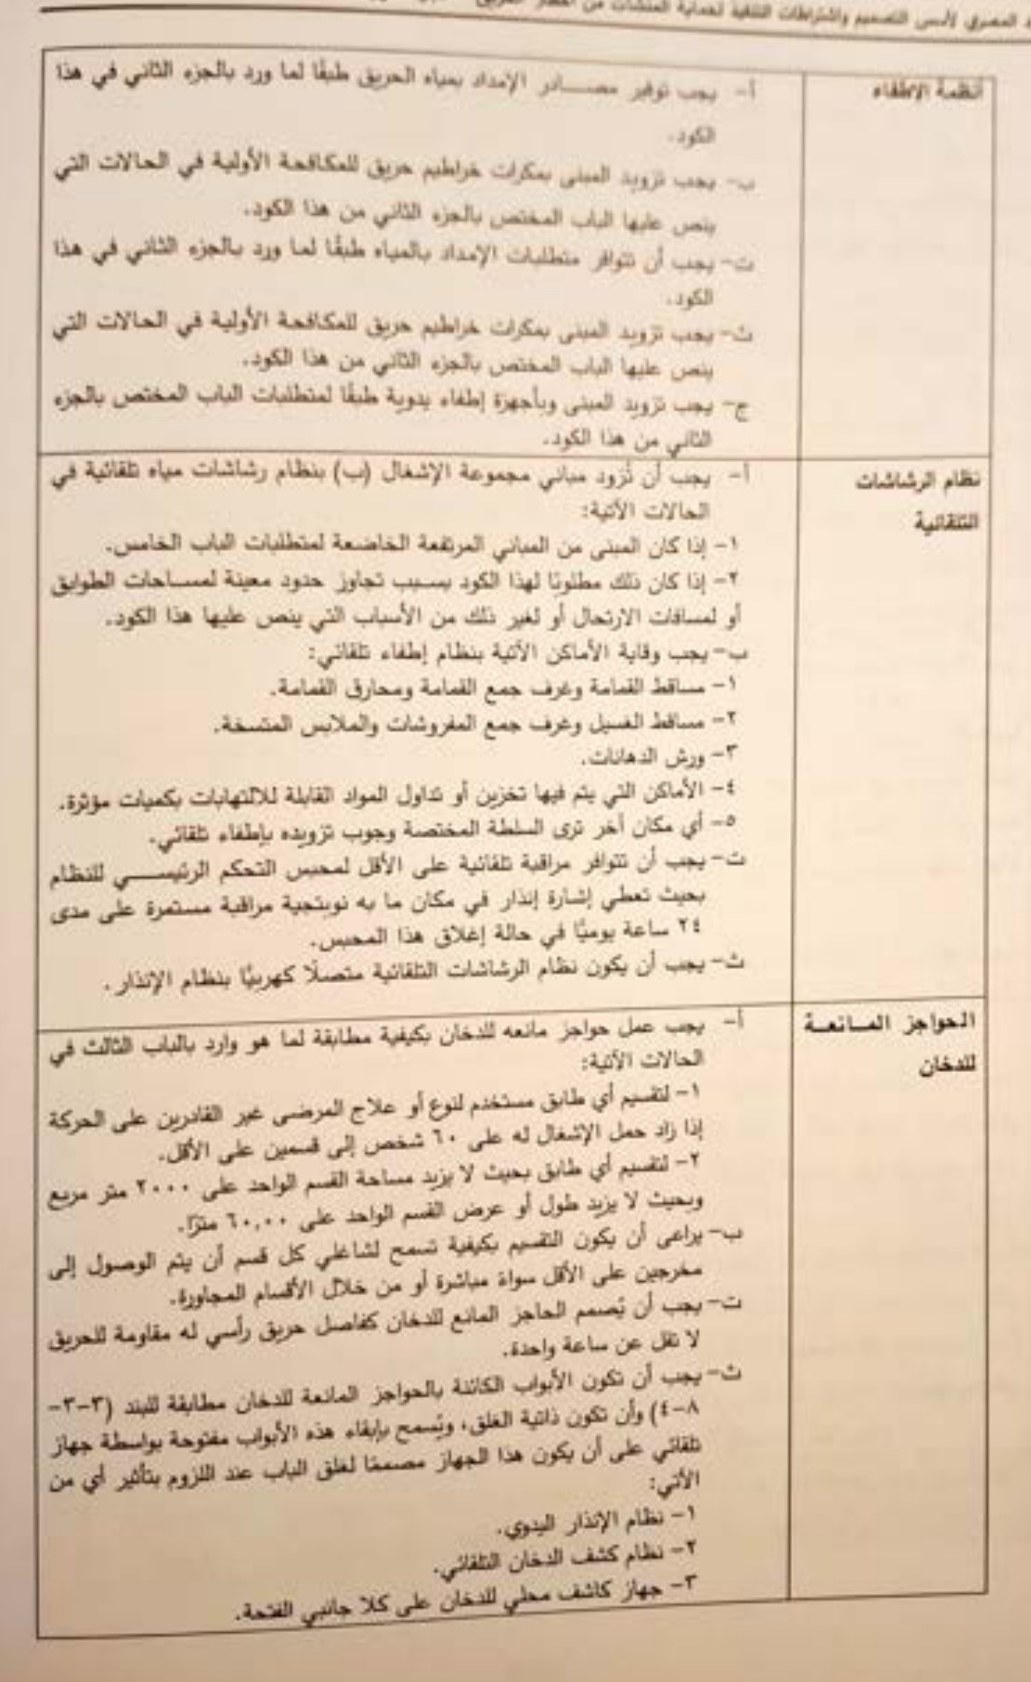 المصري لأسس التصميم واشتراطات التنفيذ لحماية المنشآت من أخطار الحريق
أنظمة الإطفاء
أ- يجب توفير مصادر الإمداد بمياه الحريق طبقًا لما ورد بالجزء الثاني في هذا
الكود.
ب- يجب تزويد المبنى بمكرات خراطيم حريق للمكافحة الأولية في الحالات التي
ينص عليها الباب المختص بالجزء الثاني من هذا الكود.
ت- يجب أن تتوافر متطلبات الإمداد بالمياه طبقًا لما ورد بالجزء الثاني في هذا
الكود.
ث- يجب تزويد المبنى بمكرات خراطيم حريق للمكافحة الأولية في الحالات التي
ينص عليها الباب المختص بالجزء الثاني من هذا الكود.
ج- يجب تزويد المبنى وبأجهزة إطفاء يدوية طبقًا لمتطلبات الباب المختص بالجزء
الثاني من هذا الكود.
نظام الرشاشات
التلقائية
أ- يجب أن تُزود مباني مجموعة الإشغال (ب) بنظام رشاشات مياه تلقائية في
الحالات الآتية:
١- إذا كان المبنى من المباني المرتفعة الخاضعة لمتطلبات الباب الخامس.
٢- إذا كان ذلك مطلوبًا لهذا الكود بسبب تجاوز حدود معينة لمساحات الطوابق
أو لمسافات الارتحال أو لغير ذلك من الأسباب التي ينص عليها هذا الكود.
ب- يجب وقاية الأماكن الآتية بنظام إطفاء تلقائي:
١- مساقط القمامة وغرف جمع القمامة ومحارق القمامة.
٢- مساقط الغسيل وغرف جمع المفروشات والملابس المتسخة.
٣- ورش الدهانات.
٤- الأماكن التي يتم فيها تخزين أو تداول المواد القابلة للالتهابات بكميات مؤثرة.
٥- أي مكان آخر ترى السلطة المختصة وجوب تزويده بإطفاء تلقائي.
ت- يجب أن تتوافر مراقبة تلقائية على الأقل لمحبس التحكم الرئيسي للنظام
بحيث تعطي إشارة إنذار في مكان ما به نوبتجية مراقبة مستمرة على مدى
٢٤ ساعة يوميًا في حالة إغلاق هذا المحبس.
ث- يجب أن يكون نظام الرشاشات التلقائية متصلًا كهربيًا بنظام الإنذار.
الحواجز المانعة
للدخان
أ- يجب عمل حواجز مانعه للدخان بكيفية مطابقة لما هو وارد بالباب الثالث في
الحالات الآتية:
١- لتقسيم أي طابق مستخدم لنوع أو علاج المرضى غير القادرين على الحركة
إذا زاد حمل الإشغال له على ٦٠ شخص إلى قسمين على الأقل.
٢- لتقسيم أي طابق بحيث لا يزيد مساحة القسم الواحد على ٢٠٠٠ متر مربع
وبحيث لا يزيد طول أو عرض القسم الواحد على ٦٠,٠٠ مترًا.
ب- يراعى أن يكون التقسيم بكيفية تسمح لشاغلي كل قسم أن يتم الوصول إلى
مخرجين على الأقل سواءً مباشرة أو من خلال الأقسام المجاورة.
ت- يجب أن يُصمم الحاجز المانع للدخان كفاصل حريق رأسي له مقاومة للحريق
لا تقل عن ساعة واحدة.
ث- يجب أن تكون الأبواب الكائنة بالحواجز المانعة للدخان مطابقة للبند (٣-٣-
٨-٤) وأن تكون ذاتية الغلق، ويُسمح بإبقاء هذه الأبواب مفتوحة بواسطة جهاز
تلقائي على أن يكون هذا الجهاز مصممًا لغلق الباب عند اللزوم بتأثير أي من
الآتي:
١- نظام الإنذار اليدوي.
٢- نظام كشف الدخان التلقائي.
٣- جهاز كاشف محلي للدخان على كلا جانبي الفتحة.